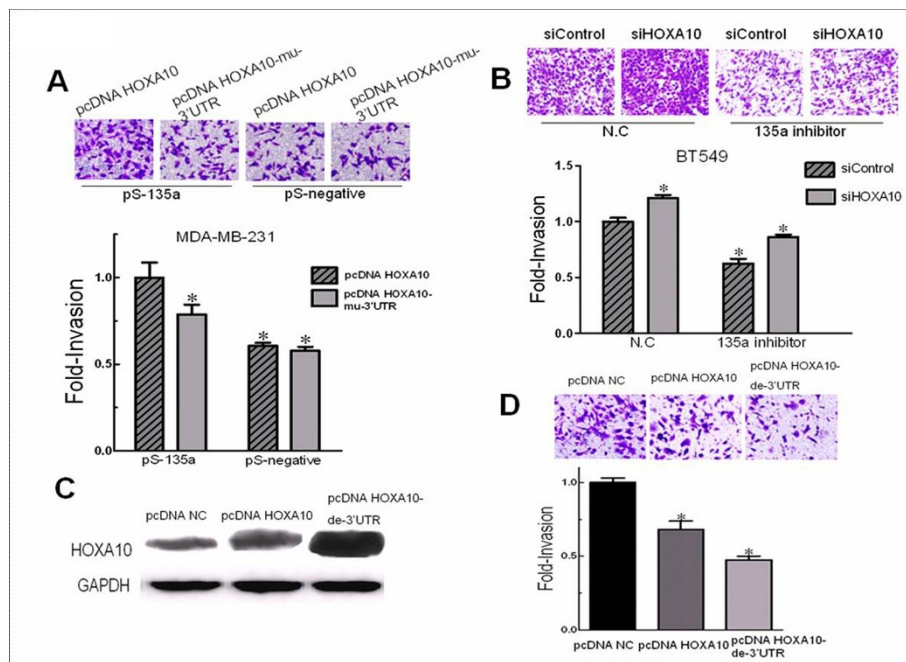 A
pcDNA HOXA10
pcDNA HOXA10-mu-
3'UTR
pcDNA HOXA10
pcDNA HOXA10-mu-
3'UTR
pS-135a
pS-negative
MDA-MB-231
Fold-Invasion
1.0
0.5
0.0
pcDNA HOXA10
pcDNA HOXA10-
mu-3'UTR
*
*
*
pS-135a
pS-negative
B
siControl
siHOXA10
siControl
siHOXA10
N.C
135a inhibitor
BT549
Fold-Invasion
1.5
1.0
0.5
0.0
siControl
siHOXA10
*
*
*
N.C
135a inhibitor
C
pcDNA NC
pcDNA HOXA10
pcDNA HOXA10-
de-3'UTR
HOXA10
GAPDH
D
pcDNA NC
pcDNA HOXA10
pcDNA HOXA10-
de-3'UTR
Fold-Invasion
1.0
0.5
0.0
*
*
pcDNA NC
pcDNA HOXA10
pcDNA HOXA10-
de-3'UTR